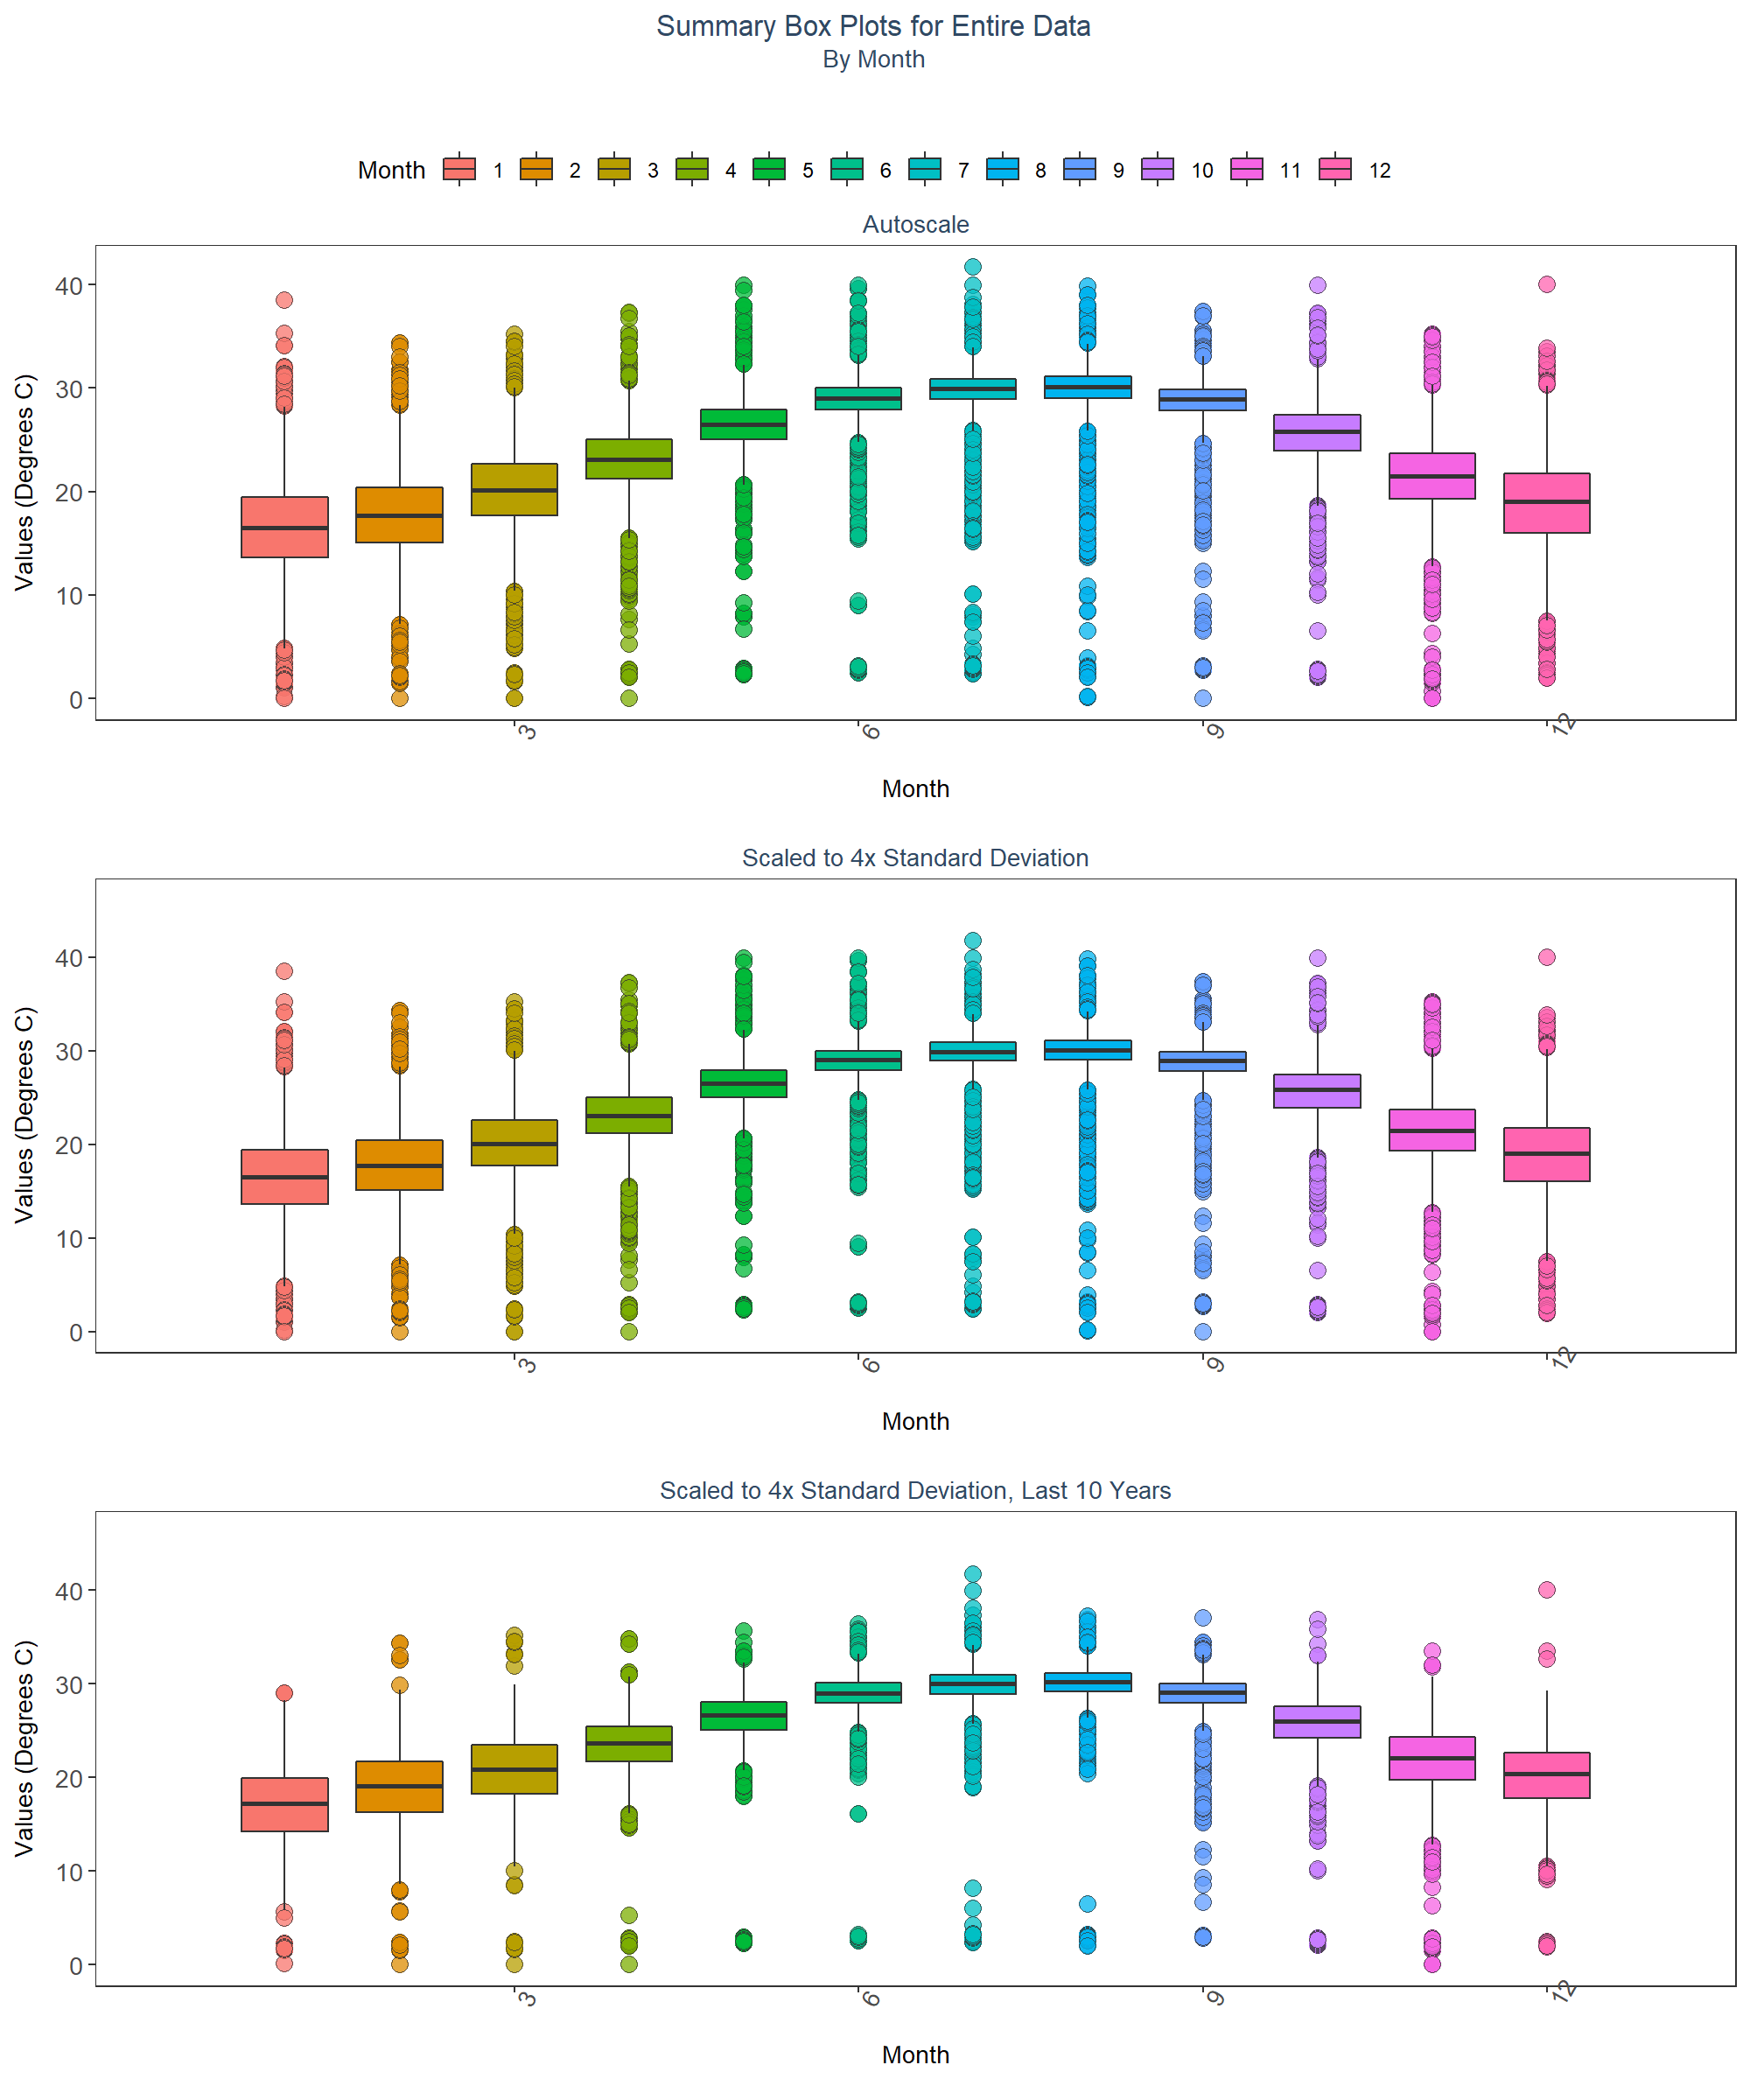 Summary Box Plots for Entire Data
By Month
Month 1 2 3 4 5 6 7 8 9 10 11 12
Autoscale
Values (Degrees C)
40
30
20
10
0
3 6 9 12
Month
Scaled to 4x Standard Deviation
Values (Degrees C)
40
30
20
10
0
3 6 9 12
Month
Scaled to 4x Standard Deviation, Last 10 Years
Values (Degrees C)
40
30
20
10
0
3 6 9 12
Month